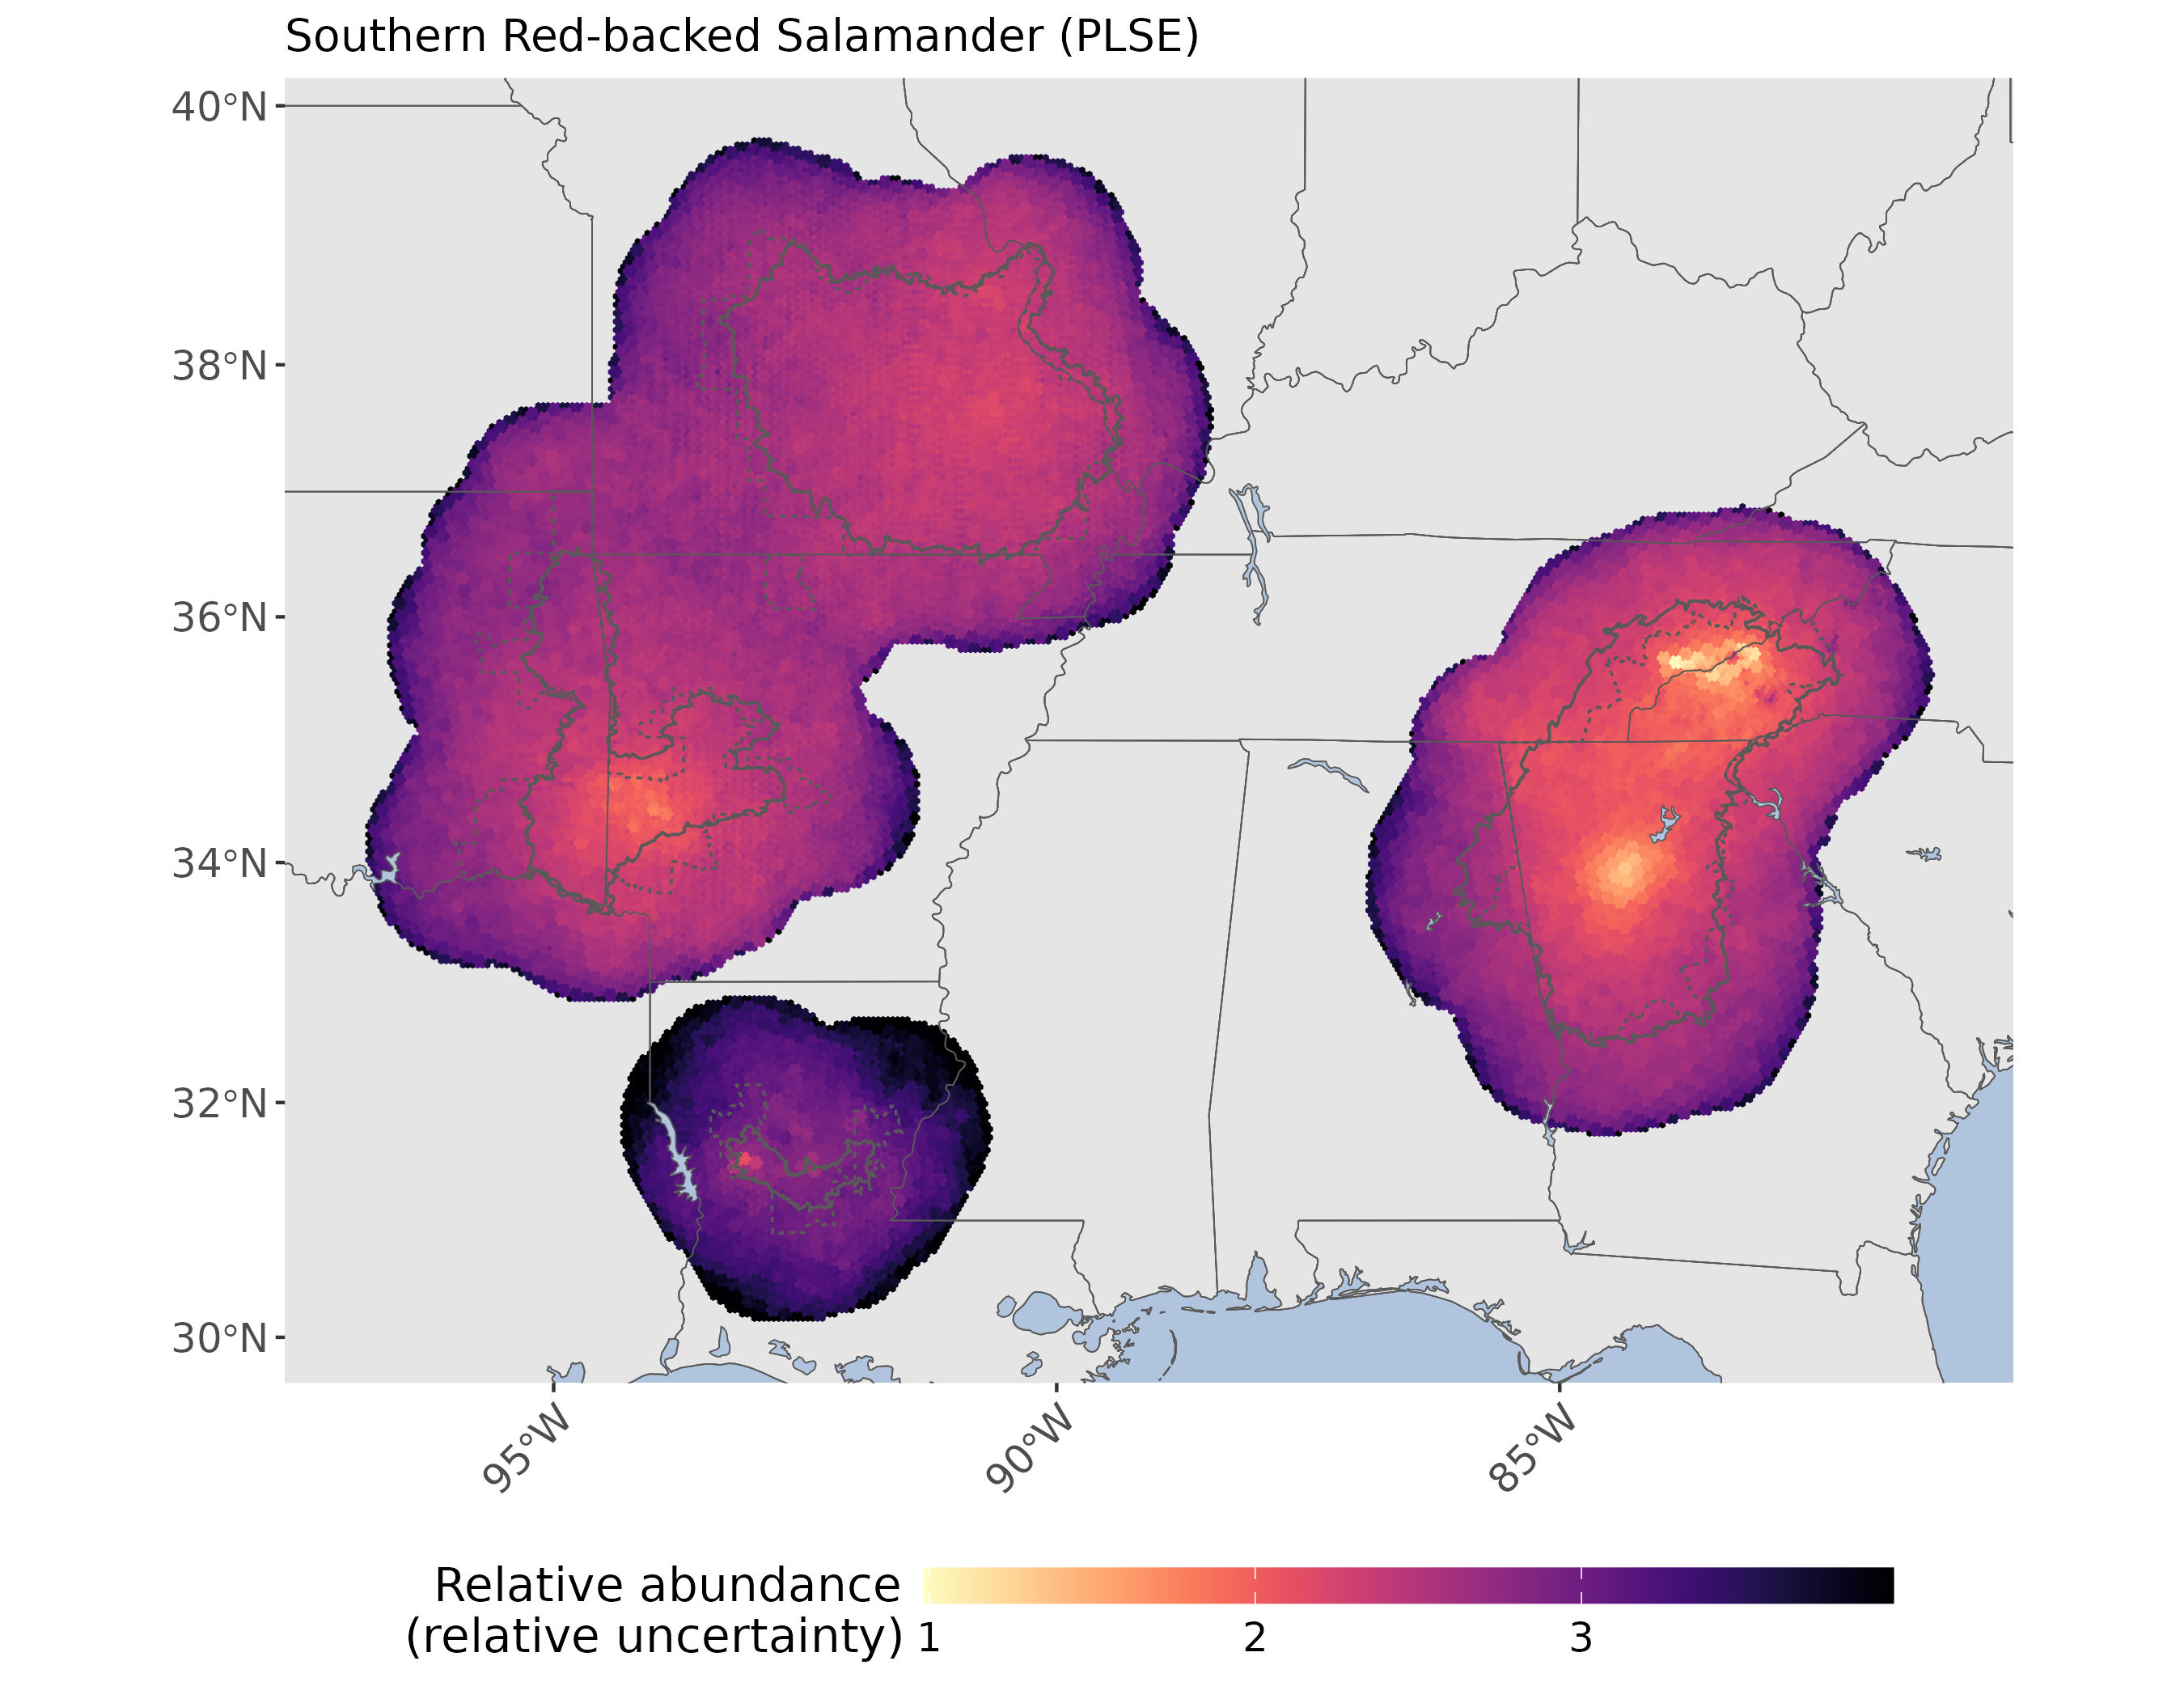 Southern Red-backed Salamander (PLSE)
40°N
38°N
36°N
34°N
32°N
30°N
95°W
90°W
85°W
Relative abundance
(relative uncertainty)
1
2
3